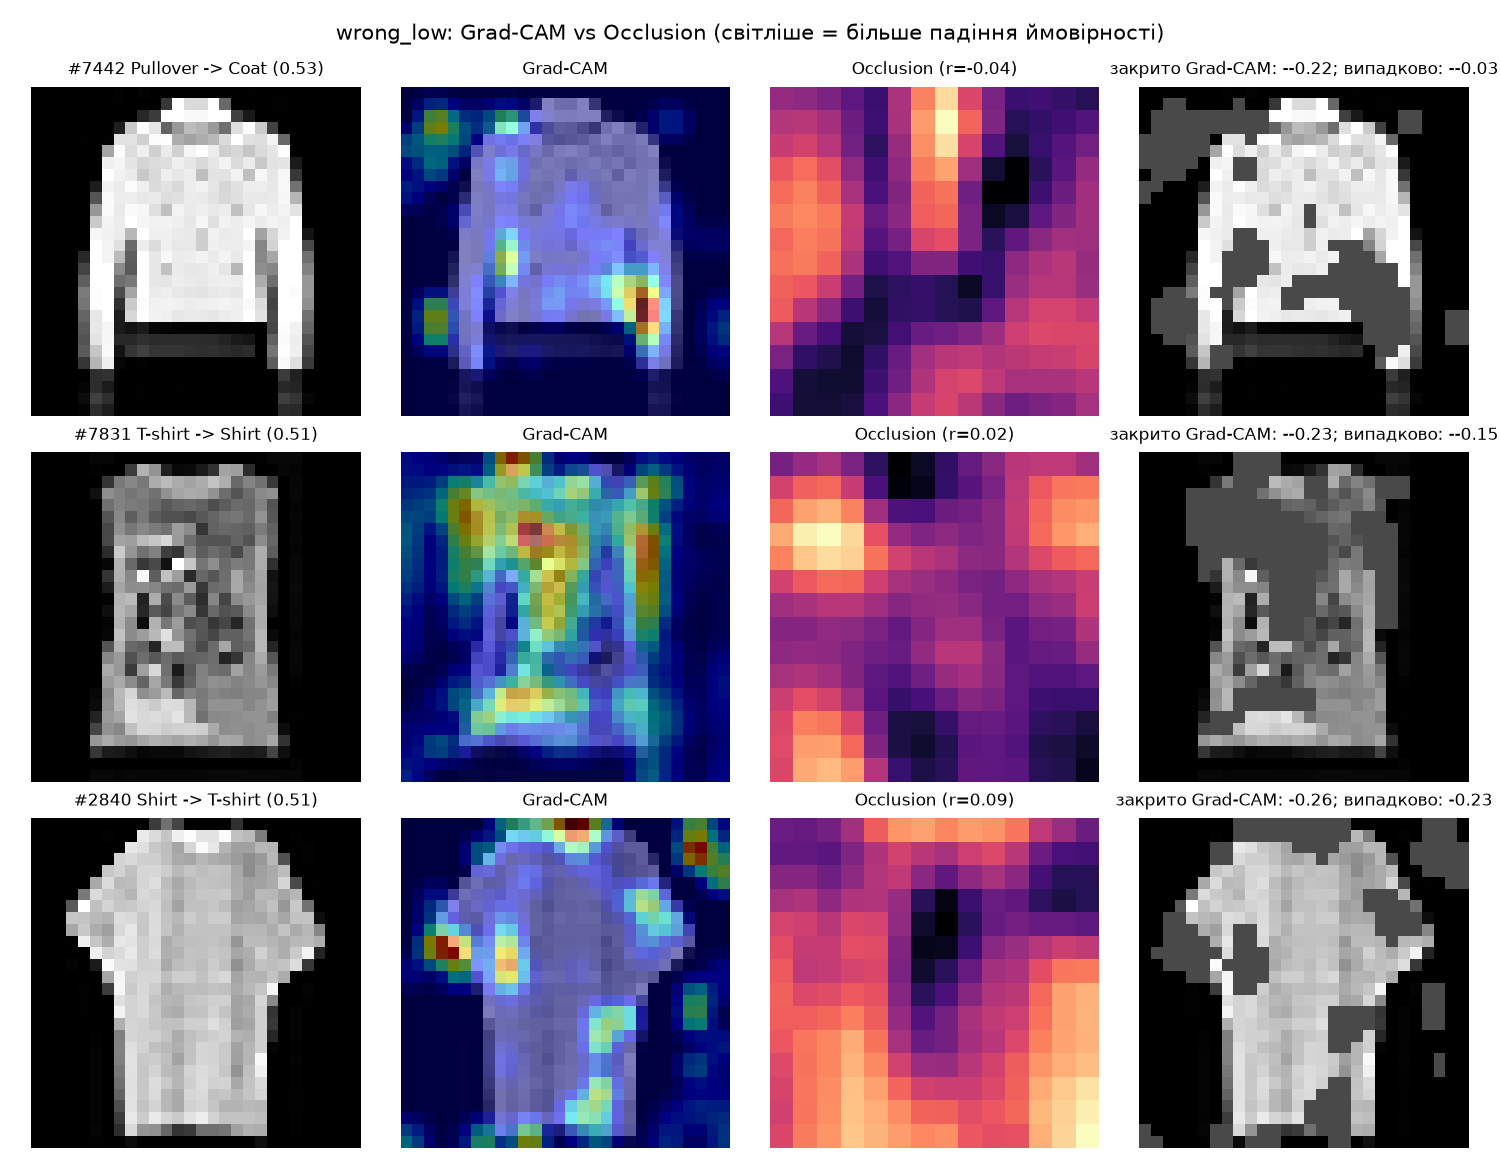 wrong_low: Grad-CAM vs Occlusion (світліше = більше падіння ймовірності)
#7442 Pullover -> Coat (0.53)
Grad-CAM
Occlusion (r=-0.04)
закрито Grad-CAM: --0.22; випадково: --0.03
#7831 T-shirt -> Shirt (0.51)
Grad-CAM
Occlusion (r=0.02)
закрито Grad-CAM: --0.23; випадково: --0.15
#2840 Shirt -> T-shirt (0.51)
Grad-CAM
Occlusion (r=0.09)
закрито Grad-CAM: -0.26; випадково: -0.23